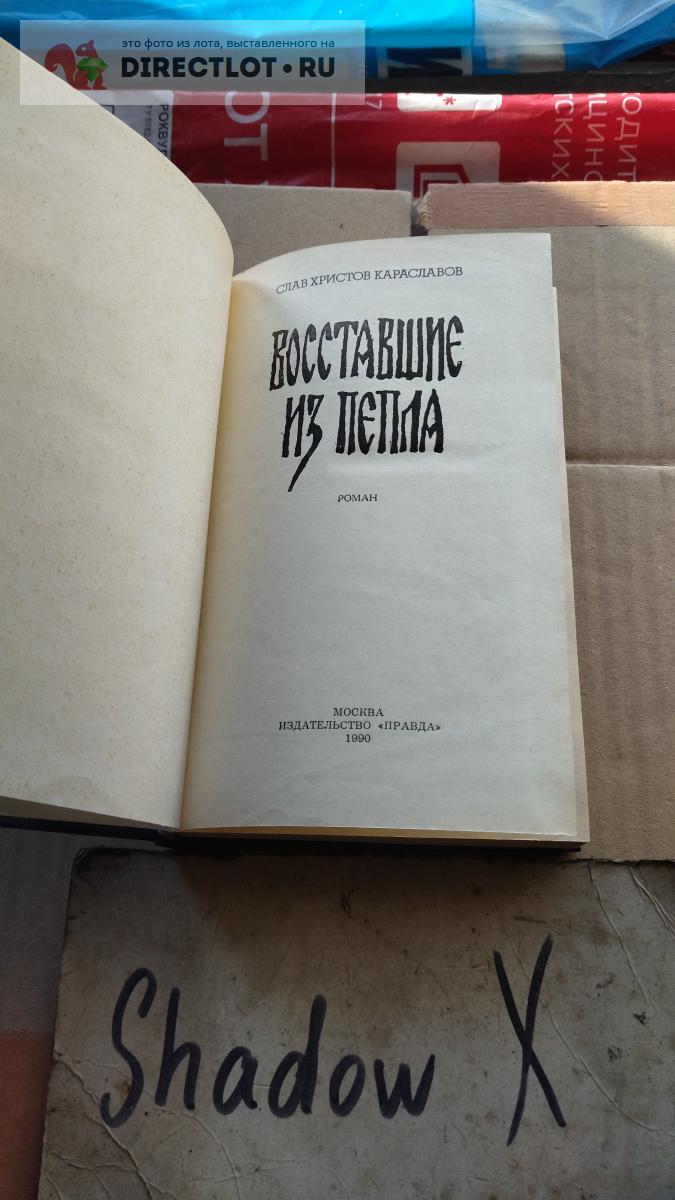 это фото из лота, выставленного на
DIRECTLOT•RU
СЛАВ ХРИСТОВ КАРАСЛАВОВ
ВОССТАВШИЕ
ИЗ ПЕПЛА
РОМАН
МОСКВА
ИЗДАТЕЛЬСТВО «ПРАВДА»
1990
Shadow X